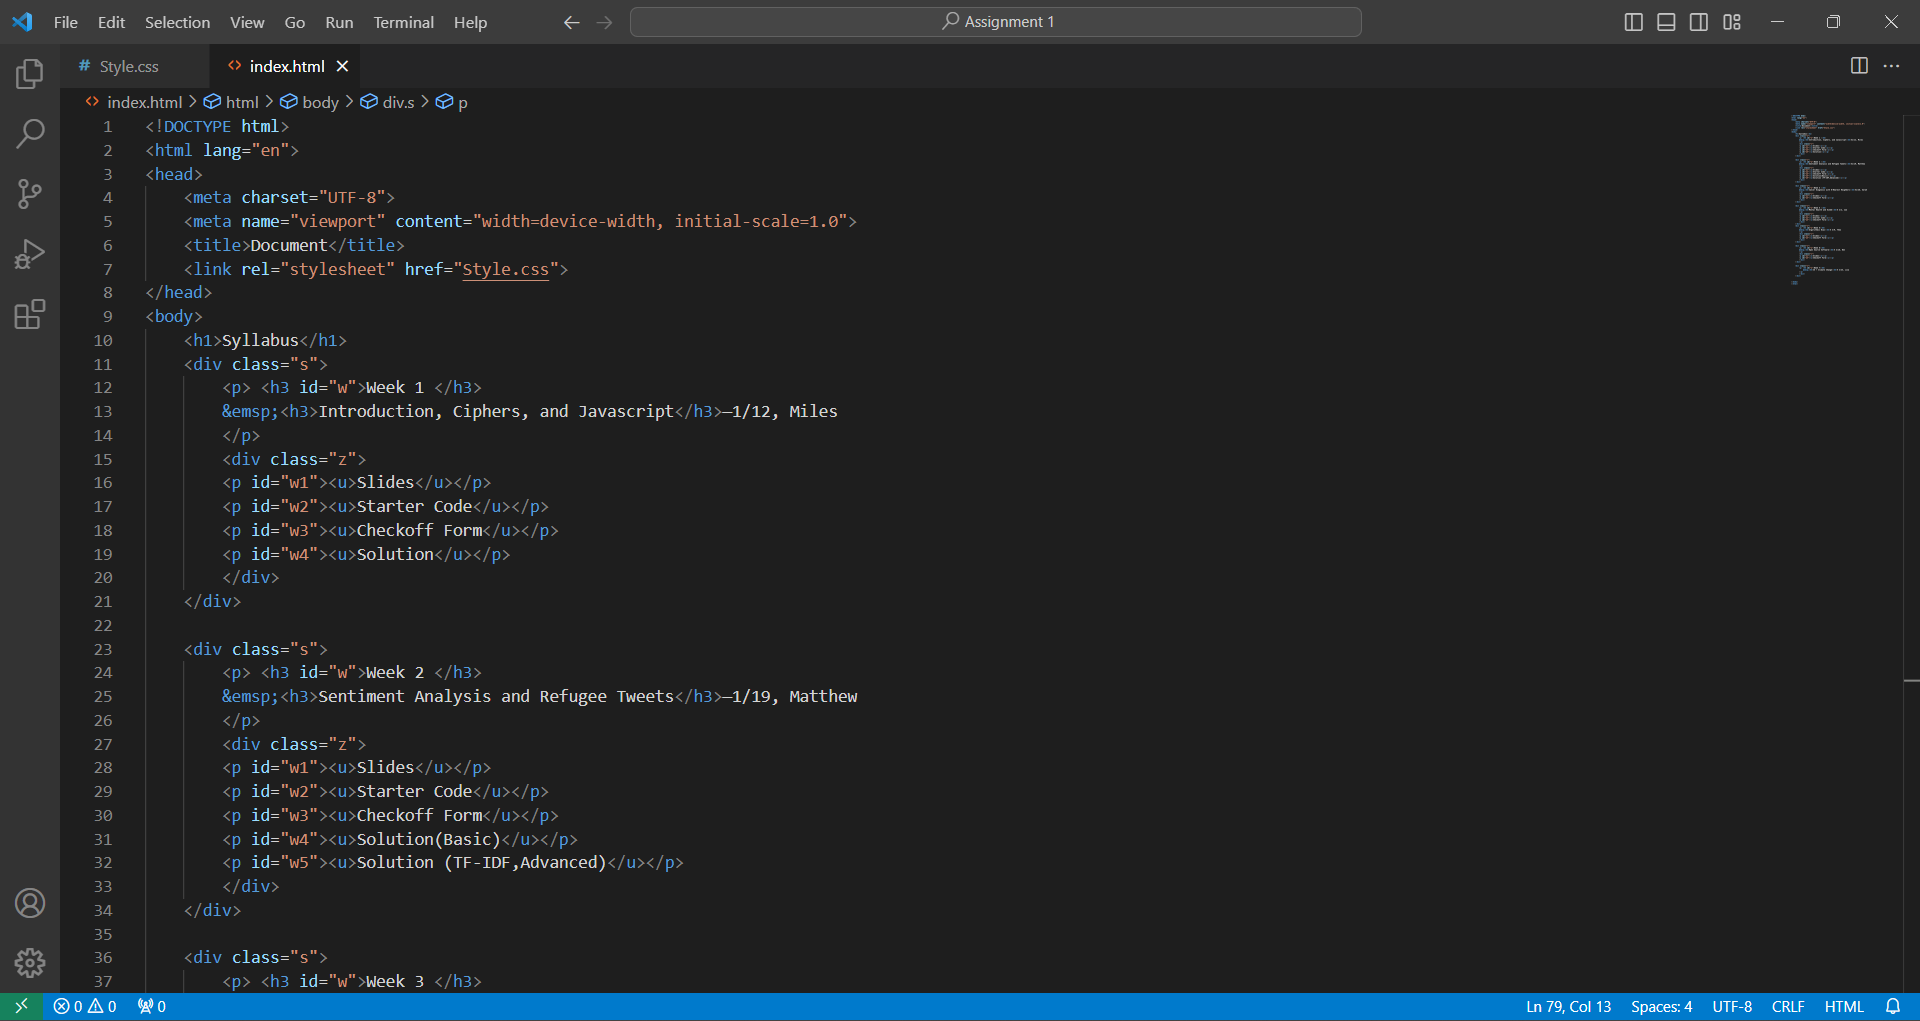 File Edit Selection View Go Run Terminal Help Assignment 1
# Style.css <> index.html
<> index.html > html > body > div.s > p
1 <!DOCTYPE html>
2 <html lang="en">
3 <head>
4 <meta charset="UTF-8">
5 <meta name="viewport" content="width=device-width, initial-scale=1.0">
6 <title>Document</title>
7 <link rel="stylesheet" href="Style.css">
8 </head>
9 <body>
10 <h1>Syllabus</h1>
11 <div class="s">
12 <p> <h3 id="w">Week 1 </h3>
13 &emsp;<h3>Introduction, Ciphers, and Javascript</h3>—1/12, Miles
14 </p>
15 <div class="z">
16 <p id="w1"><u>Slides</u></p>
17 <p id="w2"><u>Starter Code</u></p>
18 <p id="w3"><u>Checkoff Form</u></p>
19 <p id="w4"><u>Solution</u></p>
20 </div>
21 </div>
22
23 <div class="s">
24 <p> <h3 id="w">Week 2 </h3>
25 &emsp;<h3>Sentiment Analysis and Refugee Tweets</h3>—1/19, Matthew
26 </p>
27 <div class="z">
28 <p id="w1"><u>Slides</u></p>
29 <p id="w2"><u>Starter Code</u></p>
30 <p id="w3"><u>Checkoff Form</u></p>
31 <p id="w4"><u>Solution(Basic)</u></p>
32 <p id="w5"><u>Solution (TF-IDF,Advanced)</u></p>
33 </div>
34 </div>
35
36 <div class="s">
37 <p> <h3 id="w">Week 3 </h3>
0 0 0 Ln 79, Col 13 Spaces: 4 UTF-8 CRLF HTML